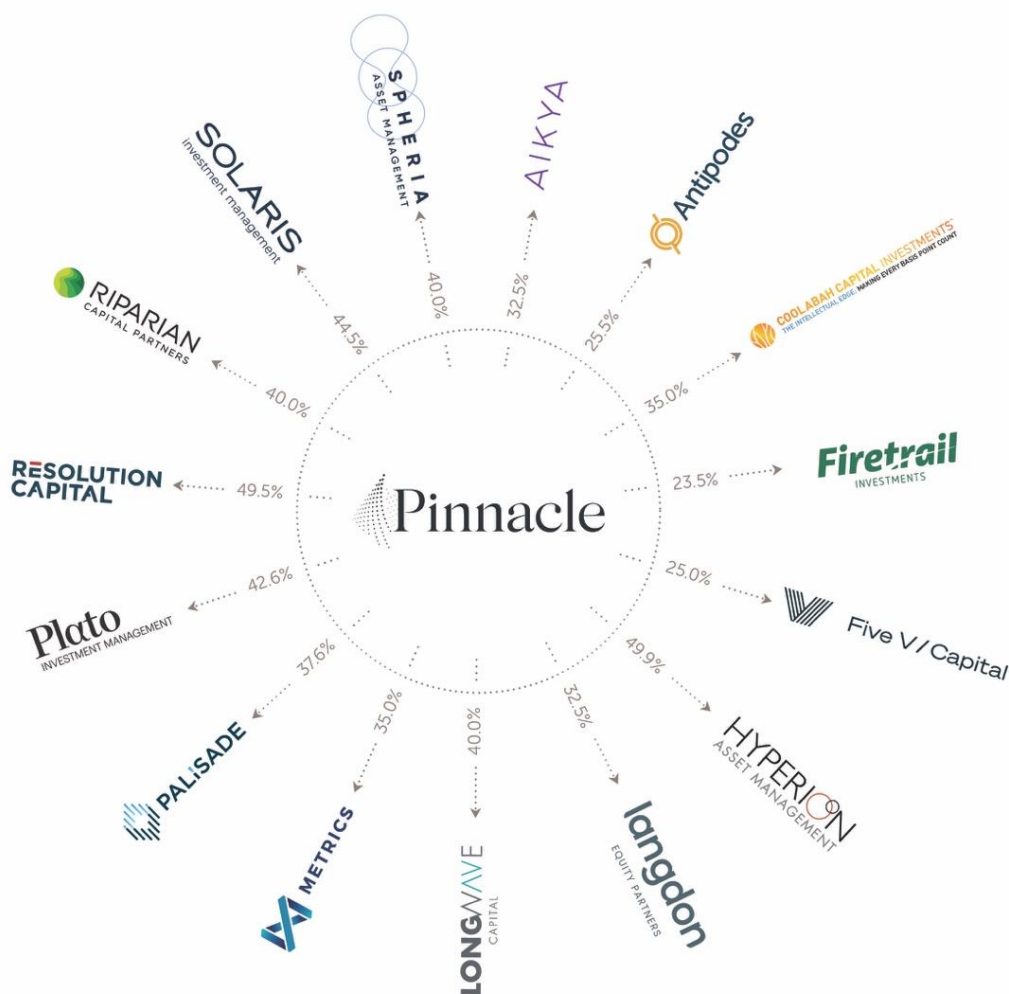 Pinnacle
32.5%
AIKYA
25.5%
Antipodes
35.0%
COOLABAH CAPITAL INVESTMENTS
THE INTELLECTUAL EDGE. MAKING EVERY BASIS POINT COUNT
23.5%
Firetrail
INVESTMENTS
25.0%
Five V/Capital
49.9%
HYPERION
ASSET MANAGEMENT
32.5%
langdon
EQUITY PARTNERS
40.0%
LONGWAVE
CAPITAL
35.0%
METRICS
37.6%
PALISADE
42.6%
Plato
INVESTMENT MANAGEMENT
49.5%
RESOLUTION
CAPITAL
40.0%
RIPARIAN
CAPITAL PARTNERS
44.5%
SOLARIS
investment management
40.0%
SPHERIA
ASSET MANAGEMENT